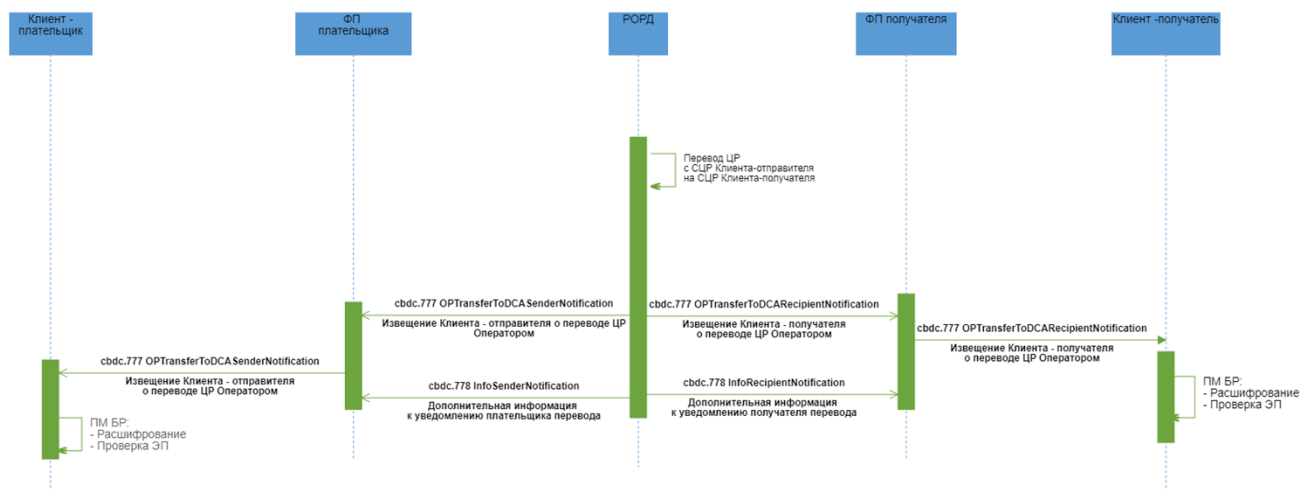 Клиент -
плательщик
ФП
плательщика
РОРД
ФП получателя
Клиент -получатель
Перевод ЦР
с СЦР Клиента-отправителя
на СЦР Клиента-получателя
cbdc.777 OPTransferToDCASenderNotification
Извещение Клиента - отправителя о переводе ЦР
Оператором
cbdc.777 OPTransferToDCARecipientNotification
Извещение Клиента - получателя
о переводе ЦР Оператором
cbdc.777 OPTransferToDCARecipientNotification
Извещение Клиента - получателя
о переводе ЦР Оператором
cbdc.777 OPTransferToDCASenderNotification
Извещение Клиента - отправителя
о переводе ЦР Оператором
cbdc.778 InfoSenderNotification
Дополнительная информация
к уведомлению плательщика перевода
cbdc.778 InfoRecipientNotification
Дополнительная информация
к уведомлению получателя перевода
ПМ БР:
- Расшифрование
- Проверка ЭП
ПМ БР:
- Расшифрование
- Проверка ЭП